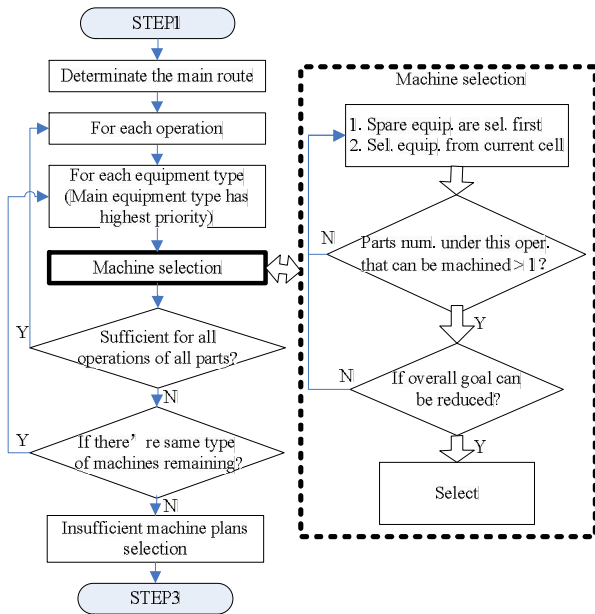 STEP1
Determinate the main route
For each operation
For each equipment type
(Main equipment type has
highest priority)
Machine selection
Sufficient for all
operations of all parts?
Y
N
If there're same type
of machines remaining?
Y
N
Insufficient machine plans
selection
STEP3
Machine selection
1. Spare equip. are sel. first
2. Sel. equip. from current cell
Parts num. under this oper.
that can be machined > 1?
N
Y
If overall goal can
be reduced?
N
Y
Select